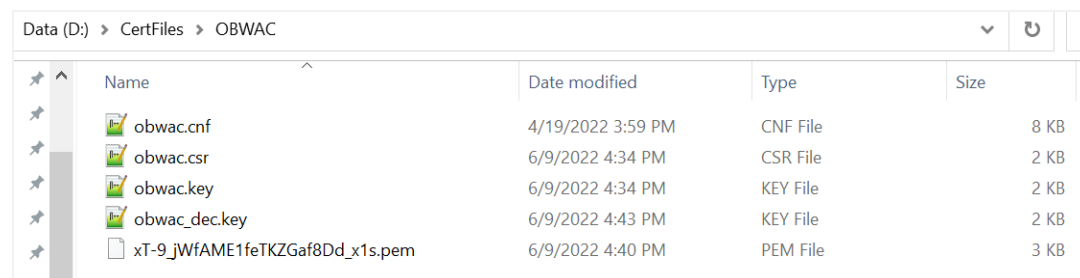 Data (D:) > CertFiles > OBWAC
Name Date modified Type Size
obwac.cnf 4/19/2022 3:59 PM CNF File 8 KB
obwac.csr 6/9/2022 4:34 PM CSR File 2 KB
obwac.key 6/9/2022 4:34 PM KEY File 2 KB
obwac_dec.key 6/9/2022 4:43 PM KEY File 2 KB
xT-9_jWfAME1feTKZGaf8Dd_x1s.pem 6/9/2022 4:40 PM PEM File 3 KB